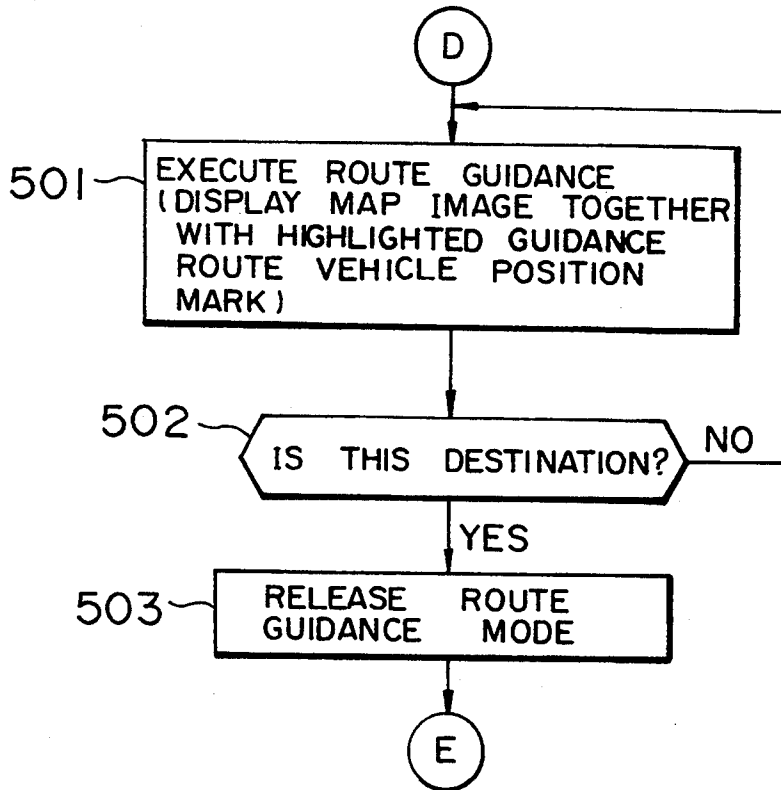 D
501
EXECUTE ROUTE GUIDANCE
(DISPLAY MAP IMAGE TOGETHER
WITH HIGHLIGHTED GUIDANCE
ROUTE VEHICLE POSITION
MARK)
502
IS THIS DESTINATION?
NO
YES
503
RELEASE ROUTE
GUIDANCE MODE
E